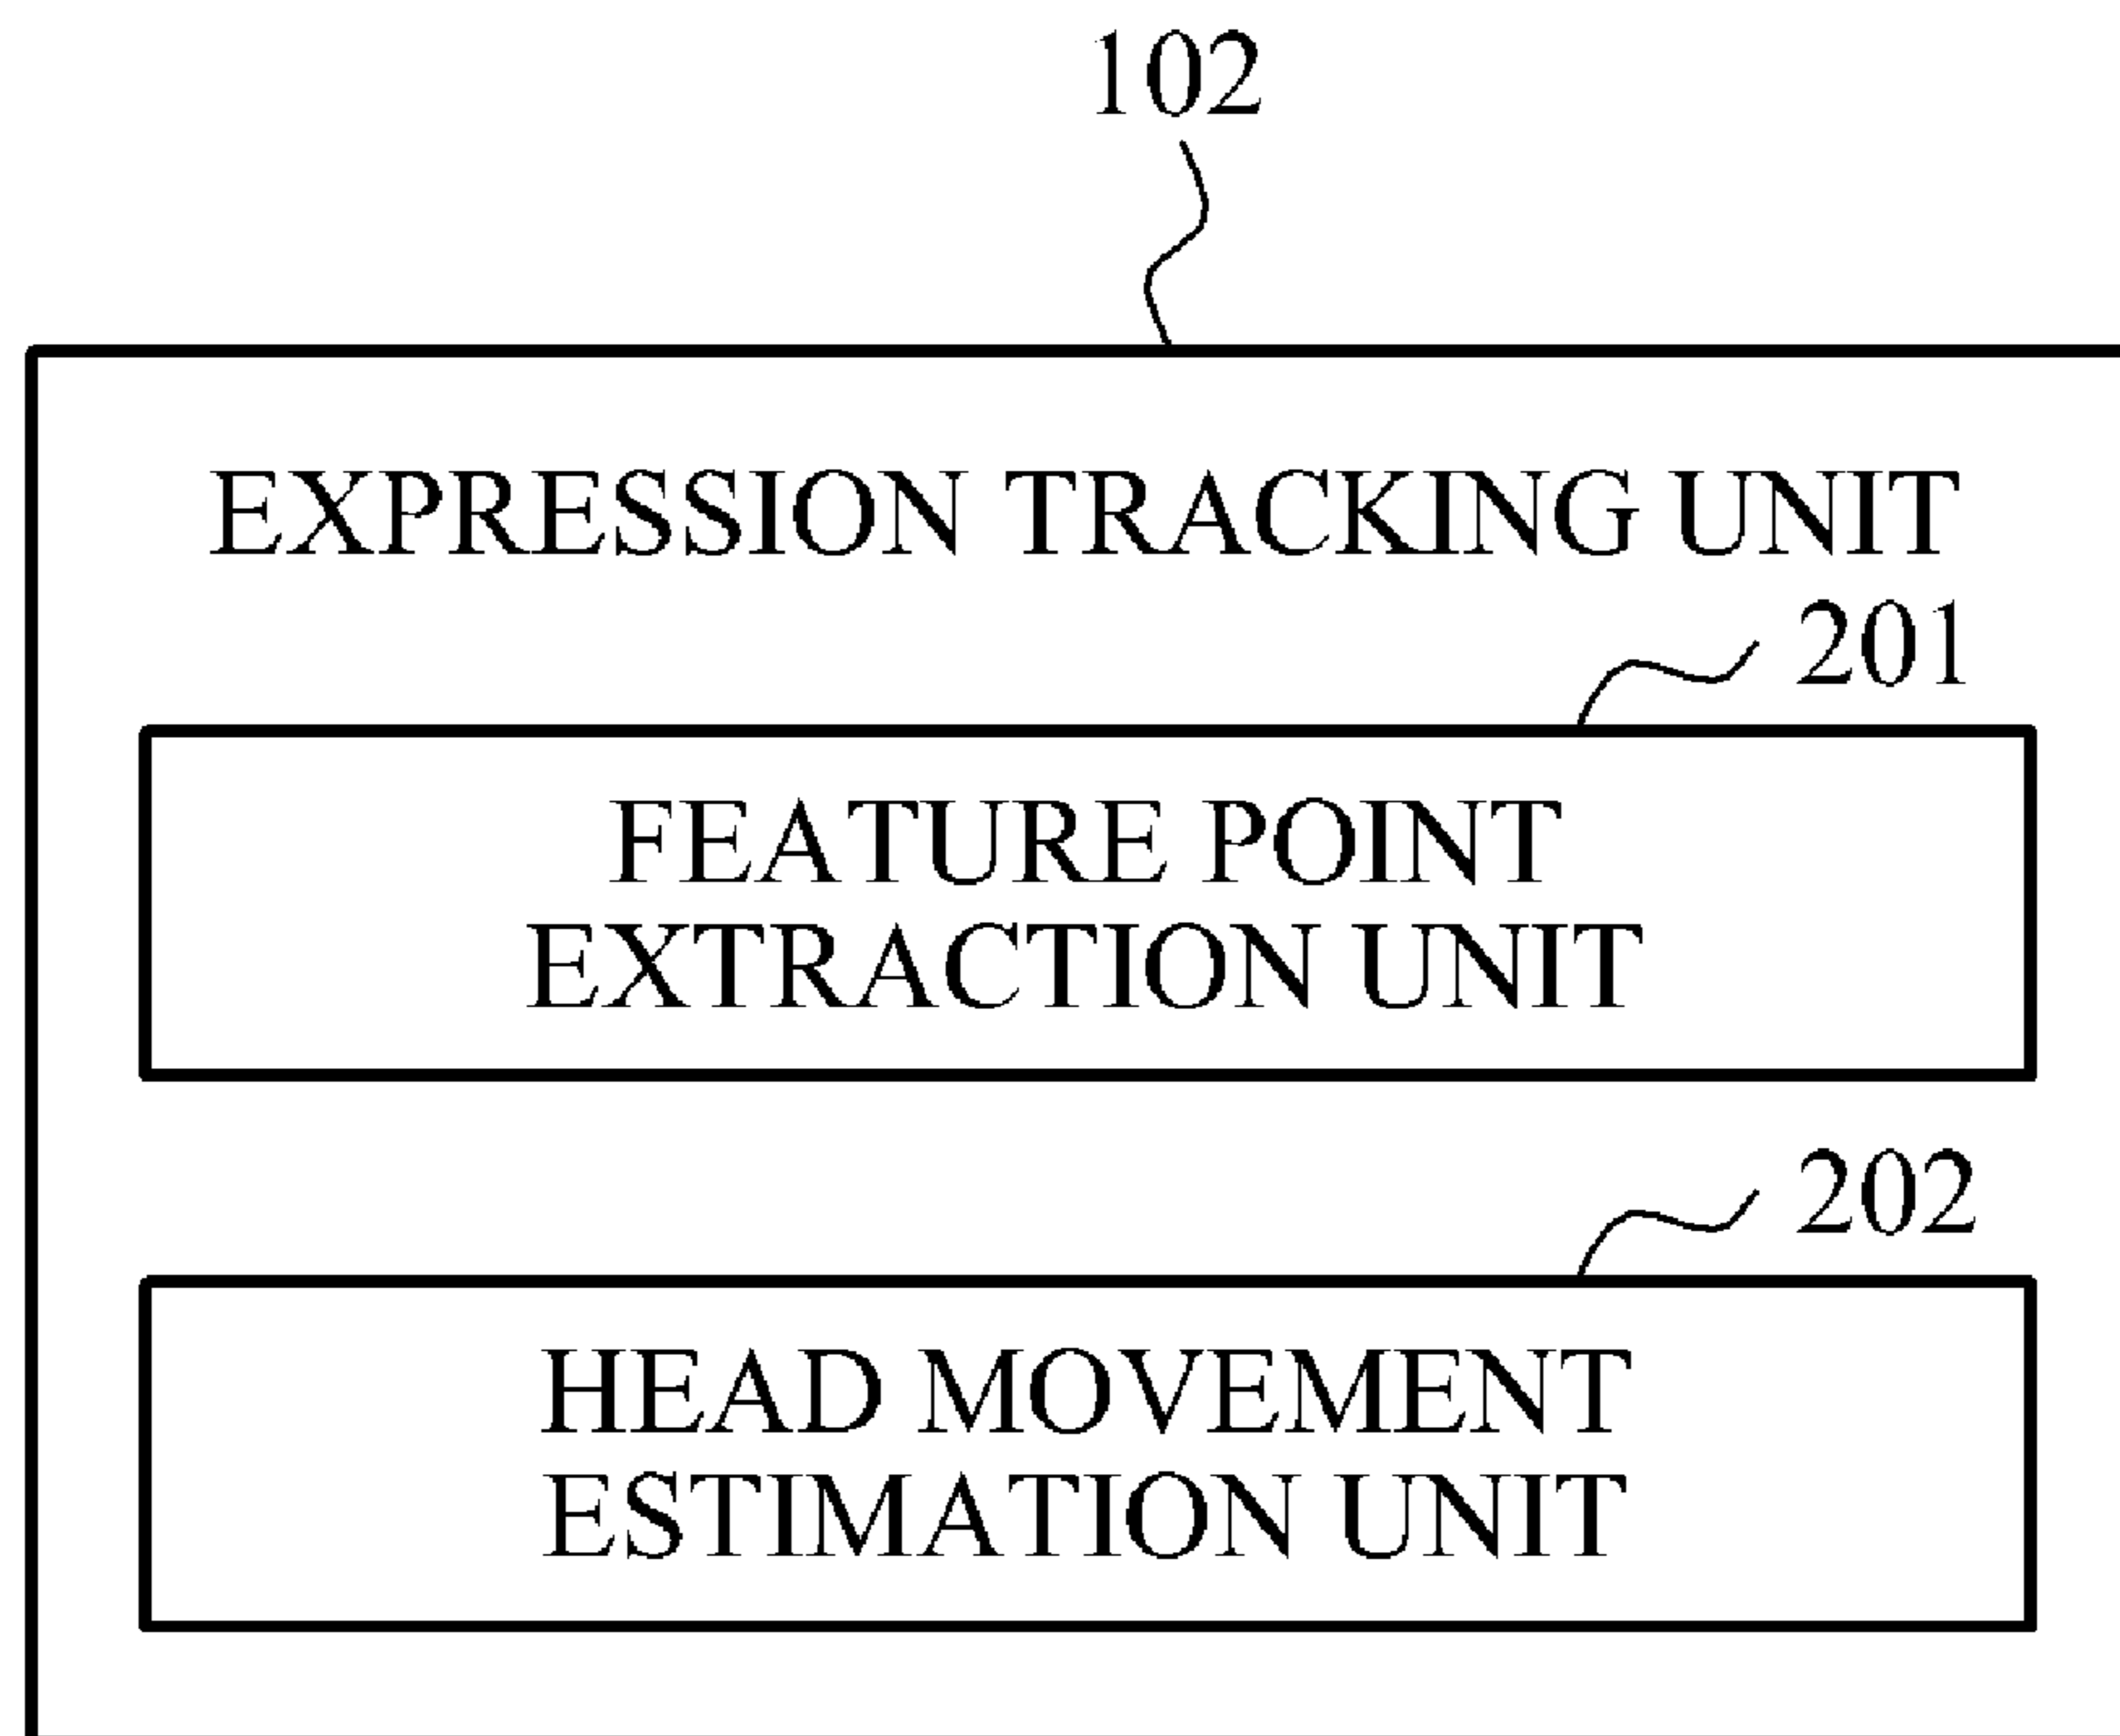 102
EXPRESSION TRACKING UNIT
201
FEATURE POINT
EXTRACTION UNIT
202
HEAD MOVEMENT
ESTIMATION UNIT